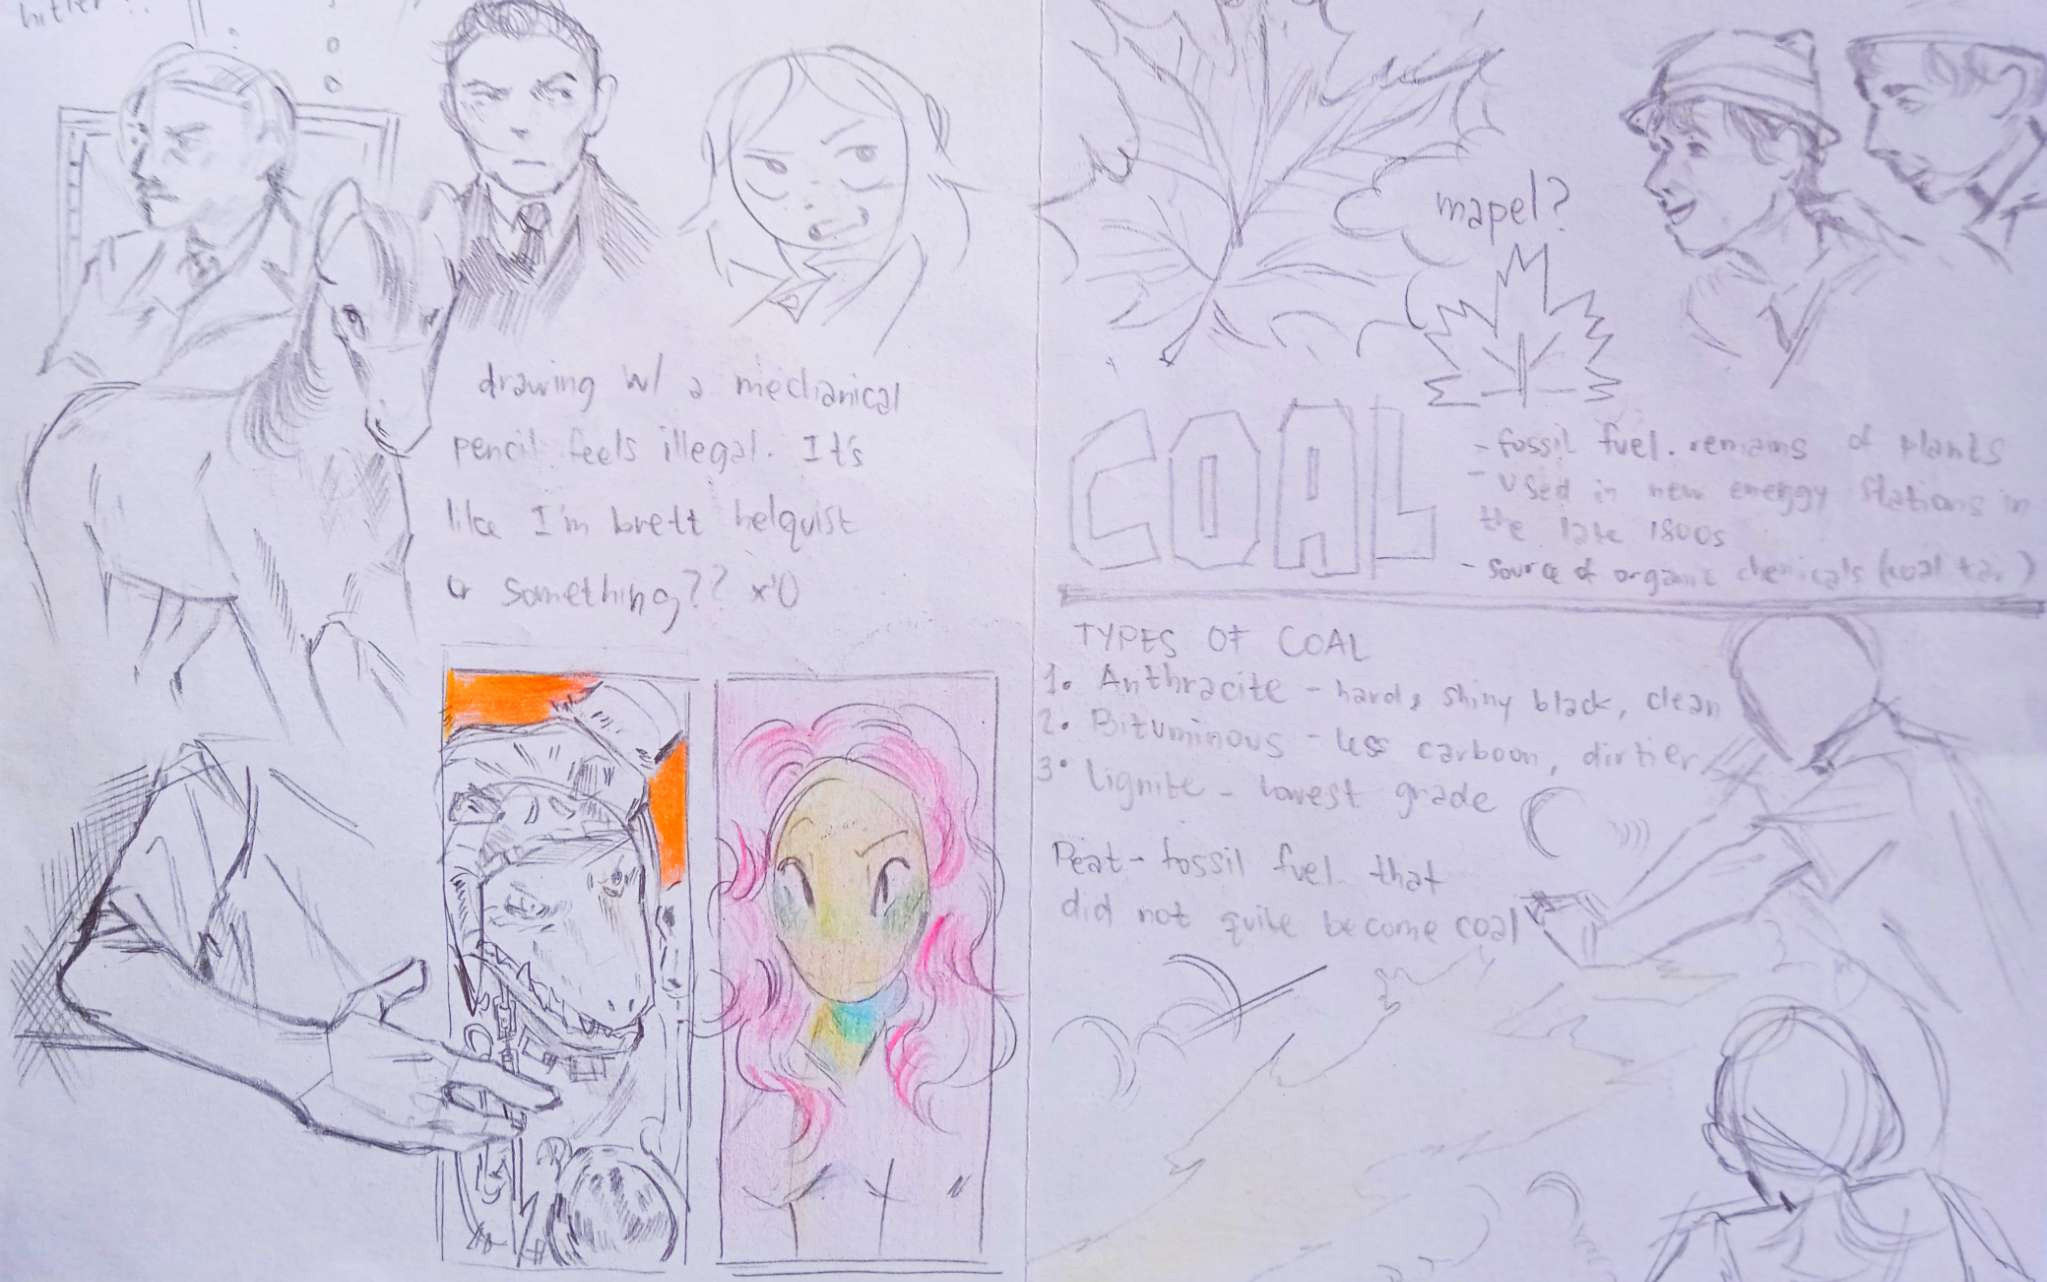 hitler??
drawing w/ a mechanical
pencil feels illegal. It's
like I'm brett helquist
or something?? x'0
mapel?
COAL
- fossil fuel. remains of plants
- used in new energy stations in
the late 1800s
- source of organic chemicals (coal tar)
TYPES OF COAL
1. Anthracite - hard, shiny black, clean
2. Bituminous - less carboon, dirtier
3. Lignite - lowest grade
Peat - fossil fuel that
did not quite become coal